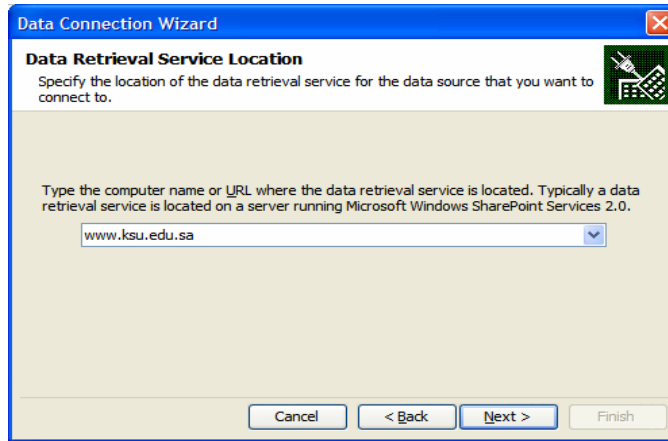 Data Connection Wizard
Data Retrieval Service Location
Specify the location of the data retrieval service for the data source that you want to
connect to.
Type the computer name or URL where the data retrieval service is located. Typically a data
retrieval service is located on a server running Microsoft Windows SharePoint Services 2.0.
www.ksu.edu.sa
Cancel < Back Next > Finish